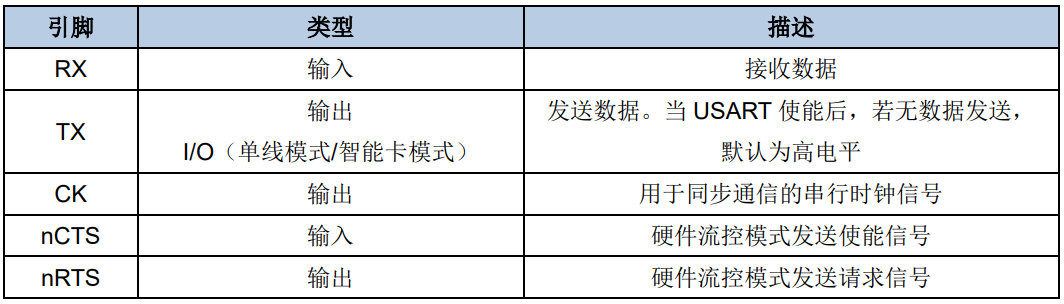 引脚 类型 描述
RX 输入 接收数据
TX 输出 I/O（单线模式/智能卡模式） 发送数据。当 USART 使能后，若无数据发送，
默认为高电平
CK 输出 用于同步通信的串行时钟信号
nCTS 输入 硬件流控模式发送使能信号
nRTS 输出 硬件流控模式发送请求信号